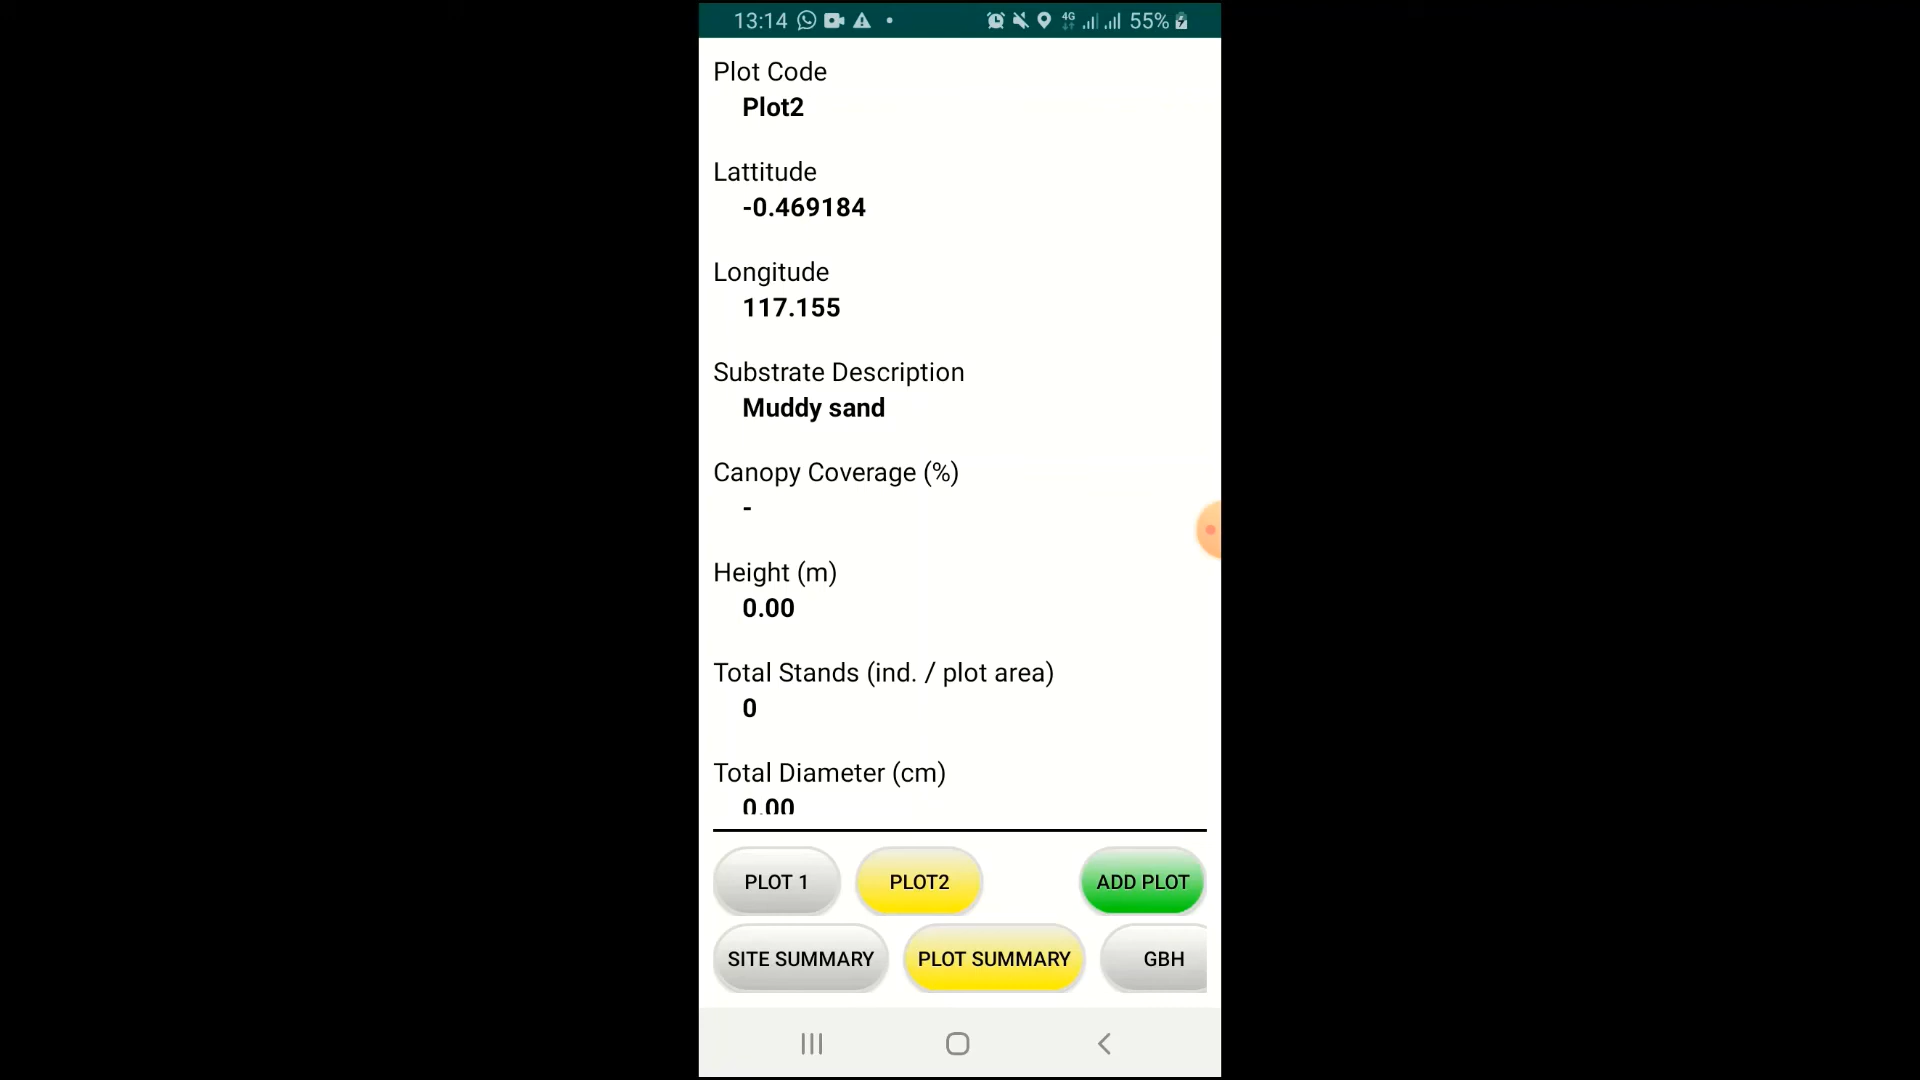 13:14 4G 55%
Plot Code
Plot2
Lattitude
-0.469184
Longitude
117.155
Substrate Description
Muddy sand
Canopy Coverage (%)
-
Height (m)
0.00
Total Stands (ind. / plot area)
0
Total Diameter (cm)
0.00
PLOT 1 PLOT2 ADD PLOT
SITE SUMMARY PLOT SUMMARY GBH